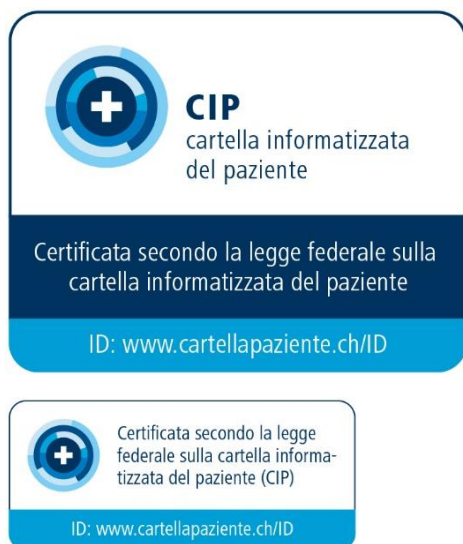 CIP
cartella informatizzata
del paziente
Certificata secondo la legge federale sulla
cartella informatizzata del paziente
ID: www.cartellapaziente.ch/ID
Certificata secondo la legge
federale sulla cartella informa-
tizzata del paziente (CIP)
ID: www.cartellapaziente.ch/ID